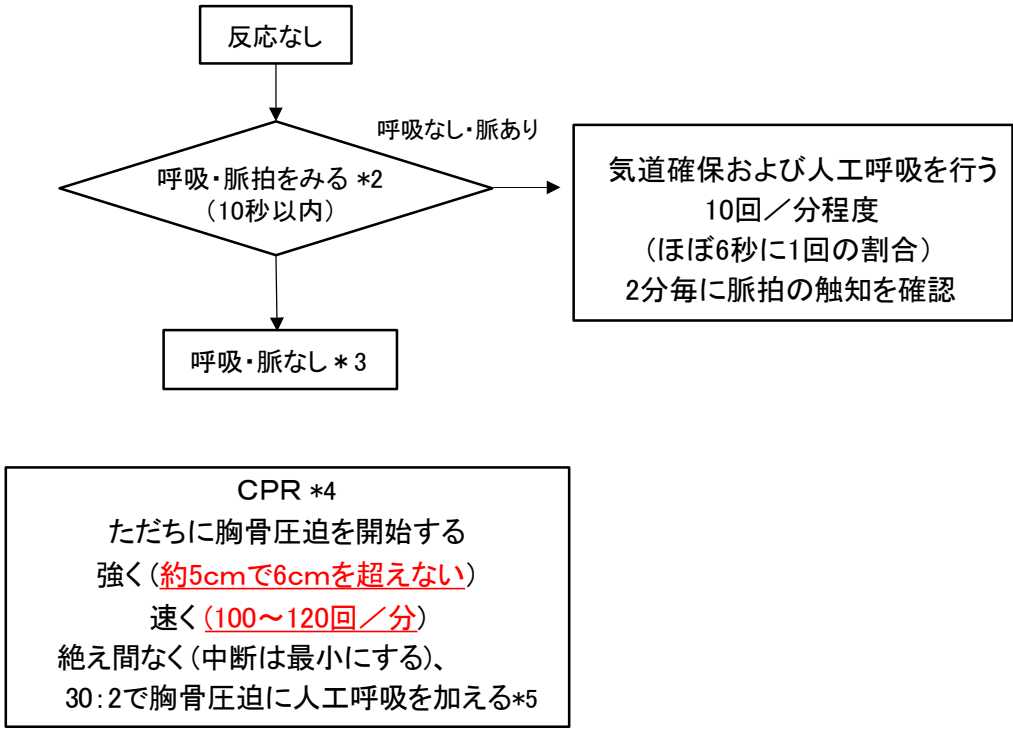 反応なし
呼吸なし・脈あり
呼吸・脈拍をみる *2
（10秒以内）
気道確保および人工呼吸を行う
10回／分程度
（ほぼ6秒に1回の割合）
2分毎に脈拍の触知を確認
呼吸・脈なし * 3
ＣＰＲ *4
ただちに胸骨圧迫を開始する
強く（約5ｃｍで6ｃｍを超えない）
速く（100～120回／分）
絶え間なく（中断は最小にする）、
30：2で胸骨圧迫に人工呼吸を加える*5